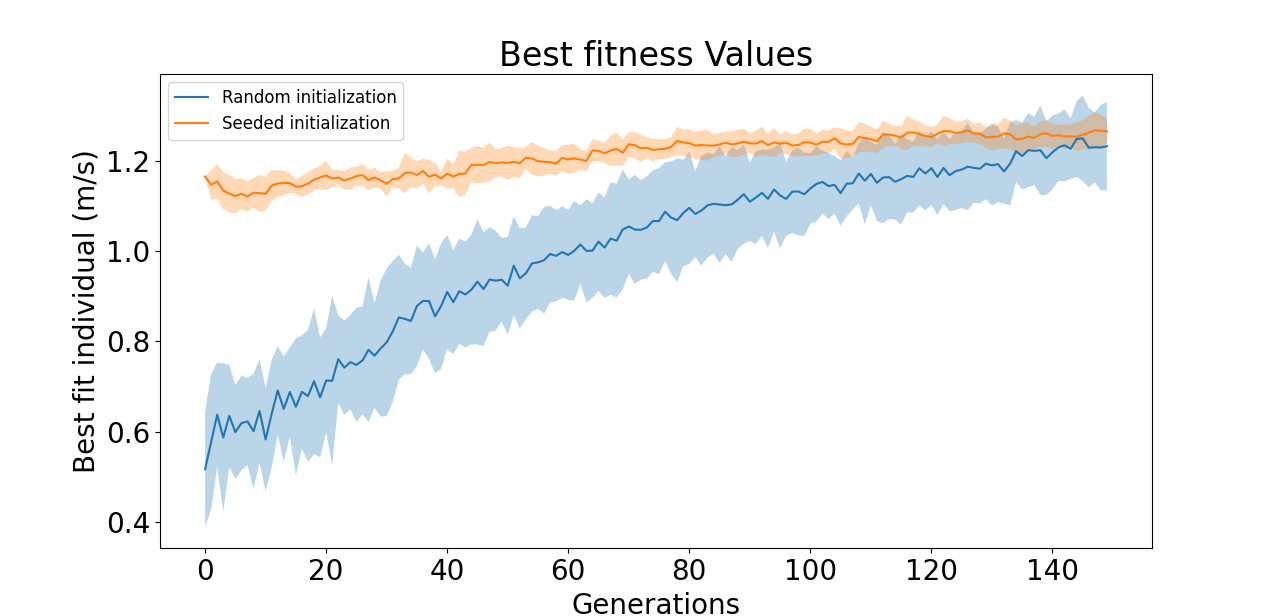 Best fitness Values
Random initialization
Seeded initialization
Best fit individual (m/s)
1.2
1.0
0.8
0.6
0.4
0 20 40 60 80 100 120 140
Generations